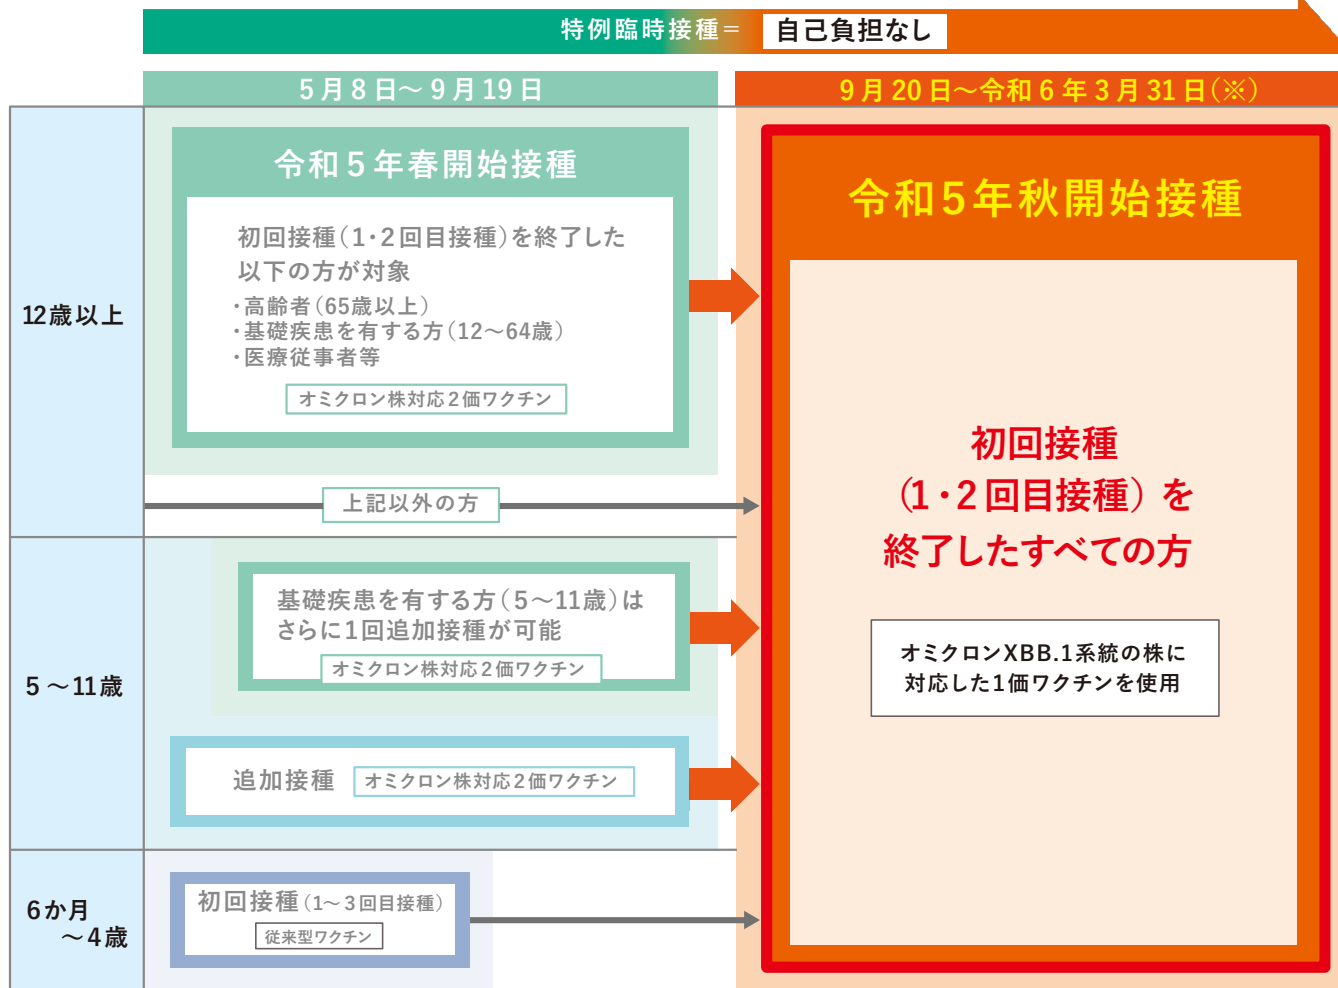 特例臨時接種＝ 自己負担なし
5月8日～9月19日
9月20日～令和6年3月31日(※)
12歳以上
令和5年春開始接種
初回接種（1・2回目接種）を終了した
以下の方が対象
・高齢者（65歳以上）
・基礎疾患を有する方（12～64歳）
・医療従事者等
オミクロン株対応2価ワクチン
上記以外の方
5～11歳
基礎疾患を有する方（5～11歳）は
さらに1回追加接種が可能
オミクロン株対応2価ワクチン
追加接種 オミクロン株対応2価ワクチン
6か月
～4歳
初回接種（1～3回目接種）
従来型ワクチン
令和5年秋開始接種
初回接種
（1・2回目接種）を
終了したすべての方
オミクロンXBB.1系統の株に
対応した1価ワクチンを使用